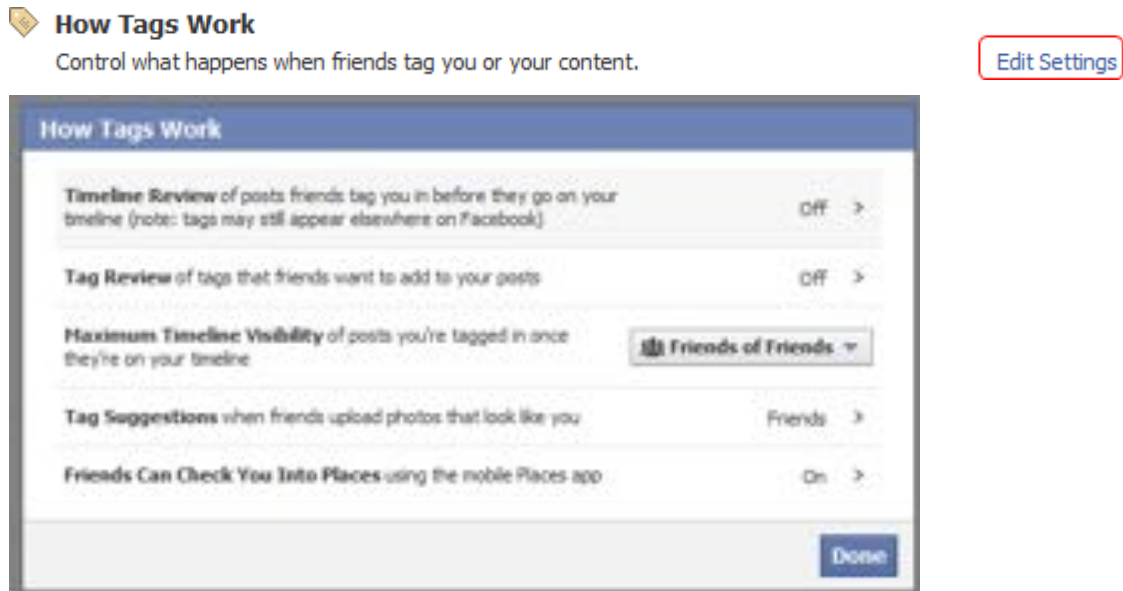 How Tags Work
Control what happens when friends tag you or your content.
Edit Settings
How Tags Work
Timeline Review of posts friends tag you in before they go on your
timeline (note: tags may still appear elsewhere on Facebook)
Off >
Tag Review of tags that friends want to add to your posts
Off >
Maximum Timeline Visibility of posts you're tagged in once
they're on your timeline
Friends of Friends
Tag Suggestions when friends upload photos that look like you
Friends >
Friends Can Check You Into Places using the mobile Places app
On >
Done